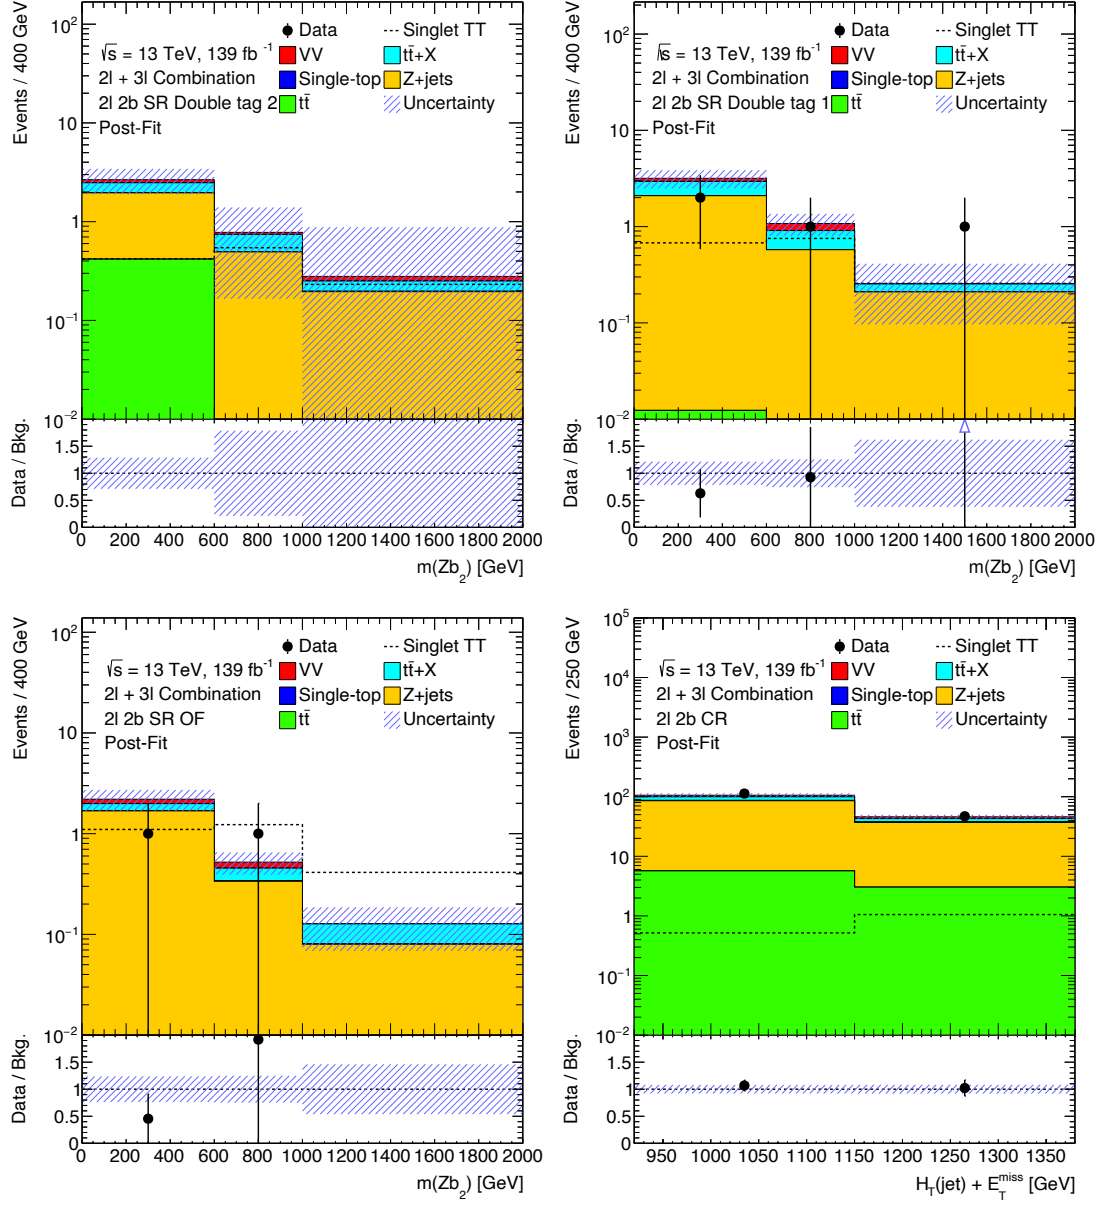 Events / 400 GeV
10²
10
1
10⁻¹
10⁻²
√s = 13 TeV, 139 fb⁻¹
2l + 3l Combination
2l 2b SR Double tag 2
Post-Fit
Data
Singlet TT
VV
tt̄+X
Single-top
Z+jets
tt̄
Uncertainty
Data / Bkg.
1.5
1
0.5
0
0 200 400 600 800 1000 1200 1400 1600 1800 2000
m(Zb₂) [GeV]
Events / 400 GeV
10²
10
1
10⁻¹
10⁻²
√s = 13 TeV, 139 fb⁻¹
2l + 3l Combination
2l 2b SR Double tag 1
Post-Fit
Data
Singlet TT
VV
tt̄+X
Single-top
Z+jets
tt̄
Uncertainty
Data / Bkg.
1.5
1
0.5
0
0 200 400 600 800 1000 1200 1400 1600 1800 2000
m(Zb₂) [GeV]
Events / 400 GeV
10²
10
1
10⁻¹
10⁻²
√s = 13 TeV, 139 fb⁻¹
2l + 3l Combination
2l 2b SR OF
Post-Fit
Data
Singlet TT
VV
tt̄+X
Single-top
Z+jets
tt̄
Uncertainty
Data / Bkg.
1.5
1
0.5
0
0 200 400 600 800 1000 1200 1400 1600 1800 2000
m(Zb₂) [GeV]
Events / 250 GeV
10⁵
10⁴
10³
10²
10
1
10⁻¹
10⁻²
√s = 13 TeV, 139 fb⁻¹
2l + 3l Combination
2l 2b CR
Post-Fit
Data
Singlet TT
VV
tt̄+X
Single-top
Z+jets
tt̄
Uncertainty
Data / Bkg.
1.5
1
0.5
0
950 1000 1050 1100 1150 1200 1250 1300 1350
H_T(jet) + E_T^miss [GeV]